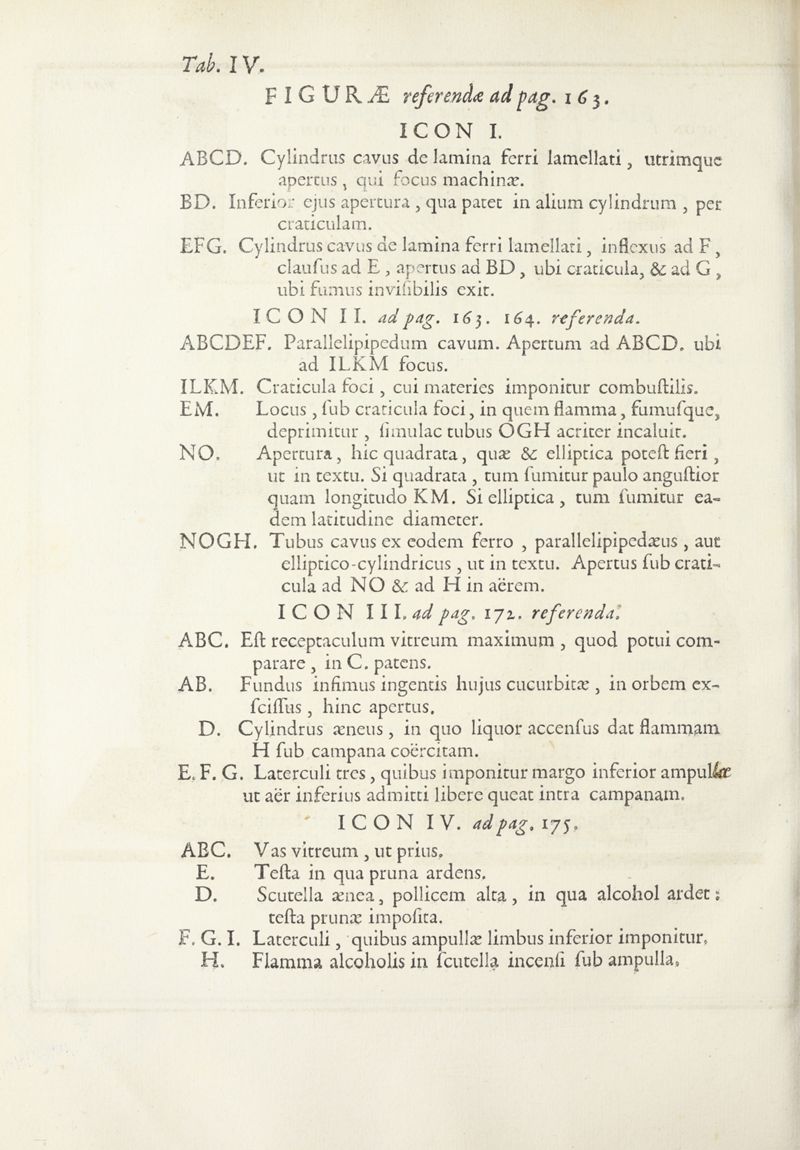 Tab. IV.
FIGURÆ referendæ ad pag. 163.
ICON I.
ABCD. Cylindrus cavus de lamina ferri lamellati, utrimque
apertus, qui focus machinæ.
BD. Inferior ejus apertura, qua patet in alium cylindrum, per
craticulam.
EFG. Cylindrus cavus de lamina ferri lamellati, inflexus ad F,
clauſus ad E, apertus ad BD, ubi craticula, & ad G,
ubi fumus inviſibilis exit.
ICON II. ad pag. 163. 164. referenda.
ABCDEF. Parallelipipedum cavum. Apertum ad ABCD. ubi
ad ILKM focus.
ILKM. Craticula foci, cui materies imponitur combuſtilis.
EM. Locus, ſub craticula foci, in quem flamma, fumuſque,
deprimitur, ſimulac tubus OGH acriter incaluit.
NO. Apertura, hic quadrata, quæ & elliptica poteſt fieri,
ut in textu. Si quadrata, tum ſumitur paulo anguſtior
quam longitudo KM. Si elliptica, tum ſumitur ea-
dem latitudine diameter.
NOGH. Tubus cavus ex eodem ferro, parallelipipedæus, aut
elliptico-cylindricus, ut in textu. Apertus ſub crati-
cula ad NO & ad H in aërem.
ICON III. ad pag. 172. referenda.
ABC. Eſt receptaculum vitreum maximum, quod potui com-
parare, in C. patens.
AB. Fundus infimus ingentis hujus cucurbitæ, in orbem ex-
ſciſſus, hinc apertus.
D. Cylindrus æneus, in quo liquor accenſus dat flammam
H ſub campana coërcitam.
E. F. G. Laterculi tres, quibus imponitur margo inferior ampullæ
ut aër inferius admitti libere queat intra campanam.
ICON IV. ad pag. 175.
ABC. Vas vitreum, ut prius.
E. Teſta in qua pruna ardens.
D. Scutella ænea, pollicem alta, in qua alcohol ardet;
teſta prunæ impoſita.
F. G. I. Laterculi, quibus ampullæ limbus inferior imponitur.
H. Flamma alcoholis in ſcutella incenſi ſub ampulla.